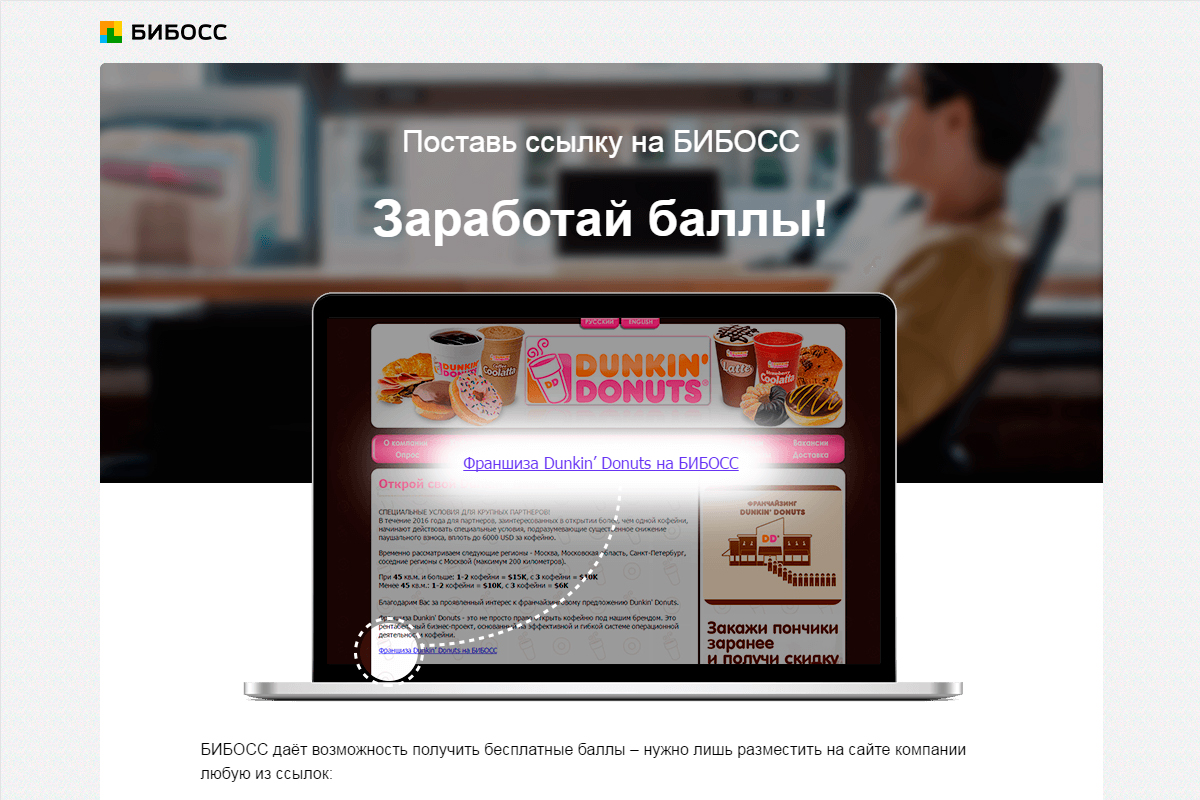 БИБОСС
Поставь ссылку на БИБОСС
Заработай баллы!
РУССКИЙ ENGLISH
DUNKIN'
DONUTS
DD
Latte
Coolatta
Coolatta
О компании
Вакансии
Опрос
Доставка
Франшиза Dunkin' Donuts на БИБОСС
Открой
СПЕЦИАЛЬНЫЕ УСЛОВИЯ ДЛЯ КРУПНЫХ ПАРТНЕРОВ!
В течение 2016 года для партнеров, заинтересованных в открытии более, чем одной кофейни,
начинают действовать специальные условия, подразумевающие существенное снижение
паушального взноса, вплоть до 6000 USD за кофейню.
Временно рассматриваем следующие регионы - Москва, Московская область, Санкт-Петербург,
соседние регионы с Москвой (максимум 200 километров).
При 45 кв.м. и больше: 1-2 кофейни = $15K, с 3 кофейни = $10K
Менее 45 кв.м.: 1-2 кофейни = $10K, с 3 кофейни = $6K
Благодарим Вас за проявленный интерес к франчайзинговому предложению Dunkin' Donuts.
Франшиза Dunkin' Donuts - это не просто право открыть кофейню под нашим брендом. Это
рентабельный бизнес-проект, основанный на эффективной и гибкой системе операционной
деятельности кофейни.
Франшиза Dunkin' Donuts на БИБОСС
ФРАНЧАЙЗИНГ
DUNKIN' DONUTS
DD
Закажи пончики
заранее
и получи скидку
БИБОСС даёт возможность получить бесплатные баллы – нужно лишь разместить на сайте компании
любую из ссылок: